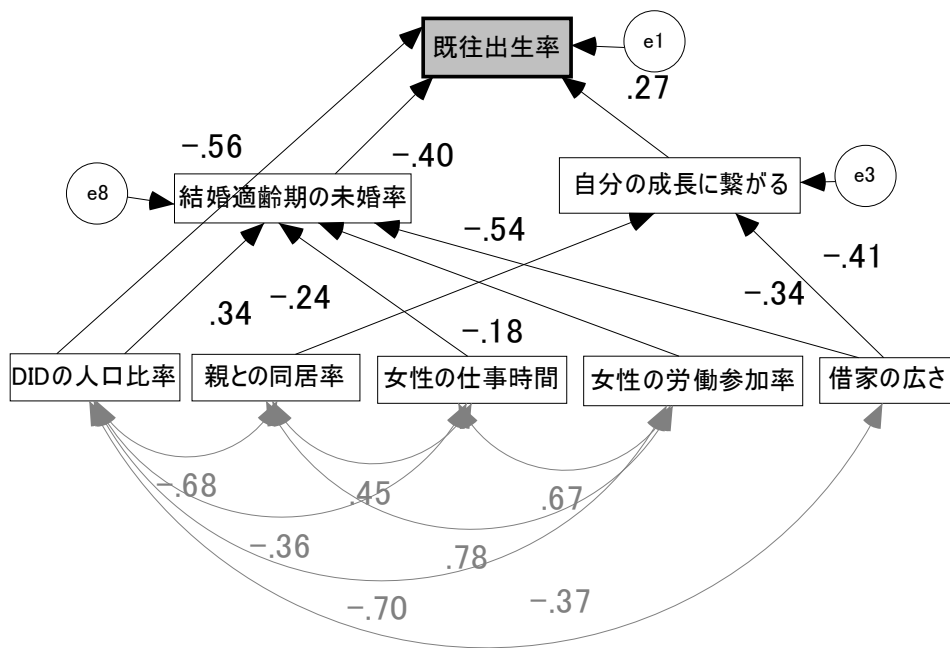 既往出生率
e1
.27
-.56
-.40
e8
結婚適齢期の未婚率
自分の成長に繋がる
e3
-.54
-.41
.34
-.24
-.34
-.18
DIDの人口比率
親との同居率
女性の仕事時間
女性の労働参加率
借家の広さ
-.68
.45
.67
-.36
.78
-.70
-.37